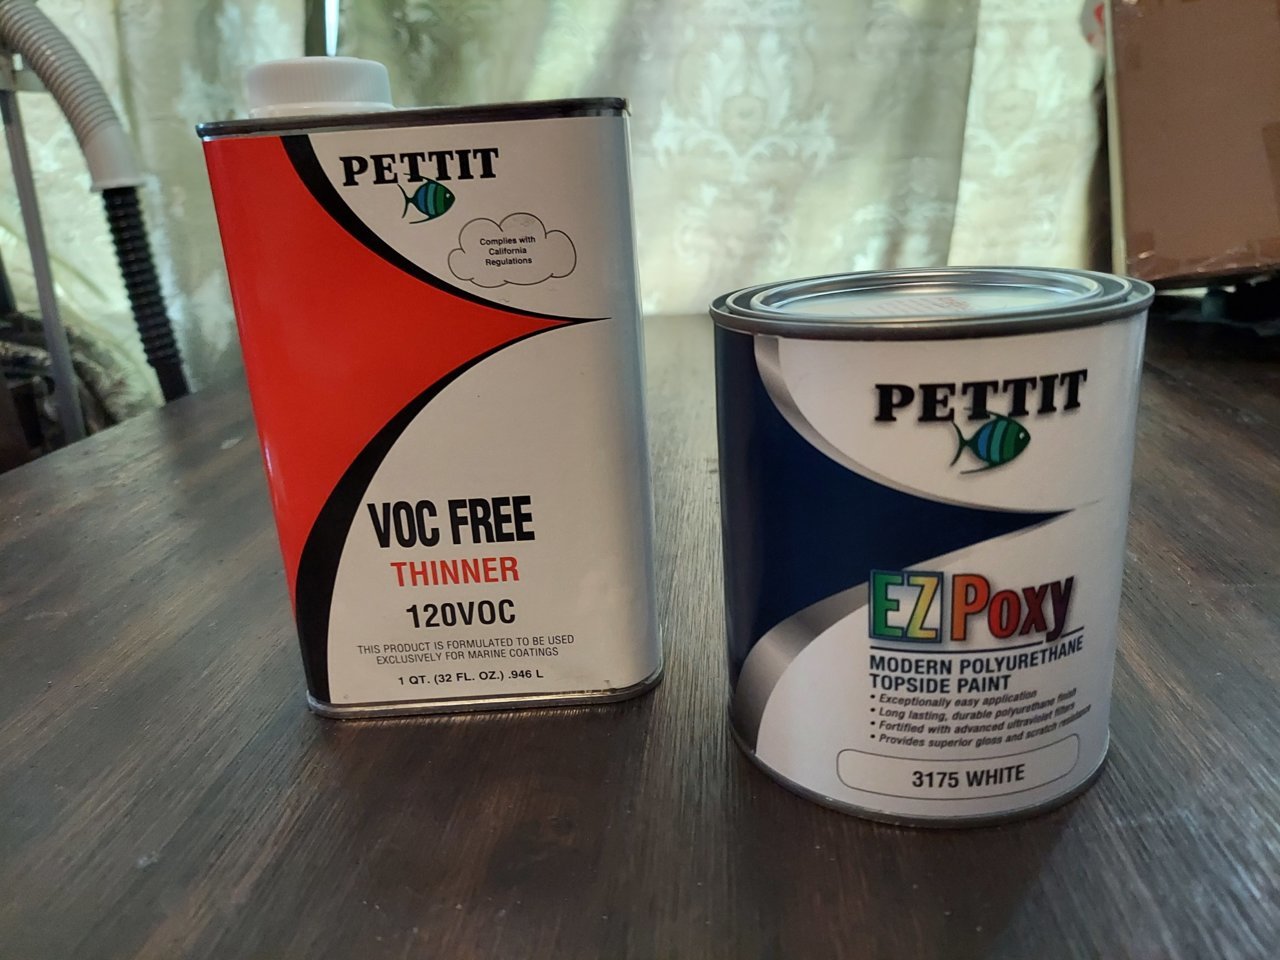 PETTIT
Complies with
California
Regulations
VOC FREE
THINNER
120VOC
THIS PRODUCT IS FORMULATED TO BE USED
EXCLUSIVELY FOR MARINE COATINGS
1 QT. (32 FL. OZ.) .946 L
PETTIT
EZPoxy
MODERN POLYURETHANE
TOPSIDE PAINT
• Exceptionally easy application
• Long lasting, durable polyurethane finish
• Fortified with advanced ultraviolet filters
• Provides superior gloss and scratch resistance
3175 WHITE